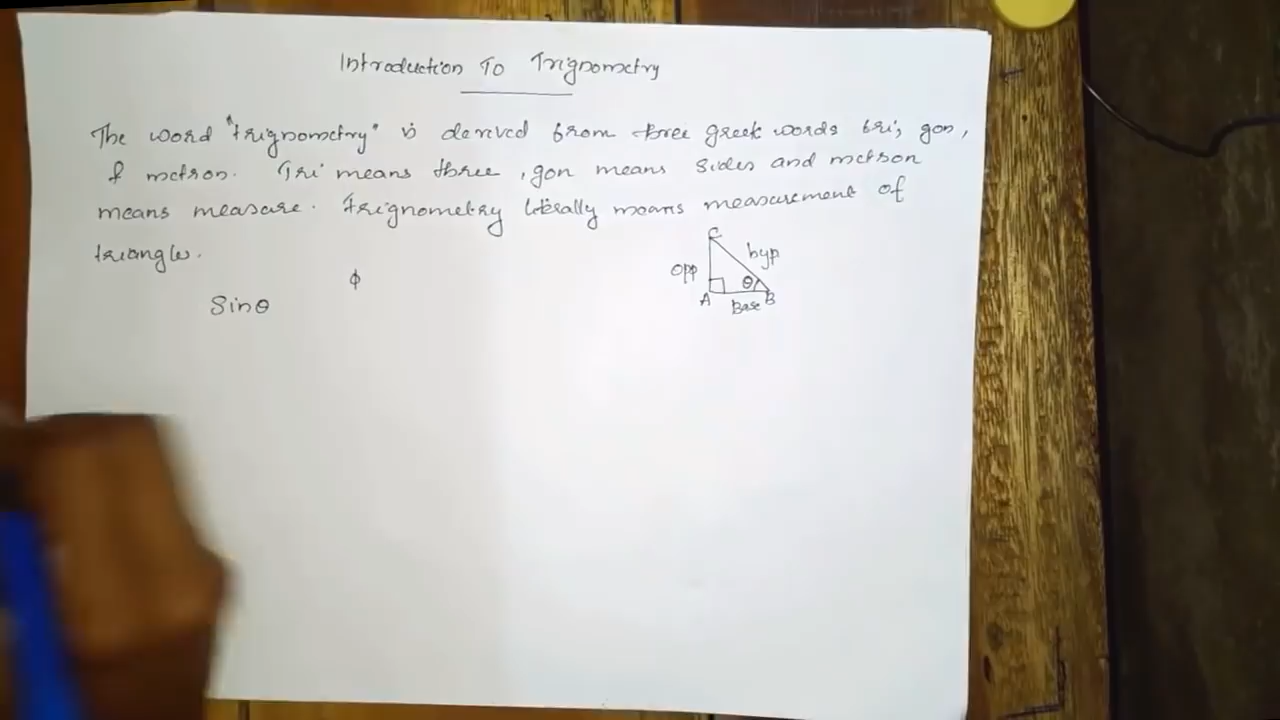 Introduction To Trignometry
The word "trignometry" is derived from three greek words tri, gon,
& metron. Tri means three, gon means sides and metron
means measure. Trignometry literally means measurement of
triangle.
C
opp
hyp
θ
A
Base
B
ϕ
Sinθ